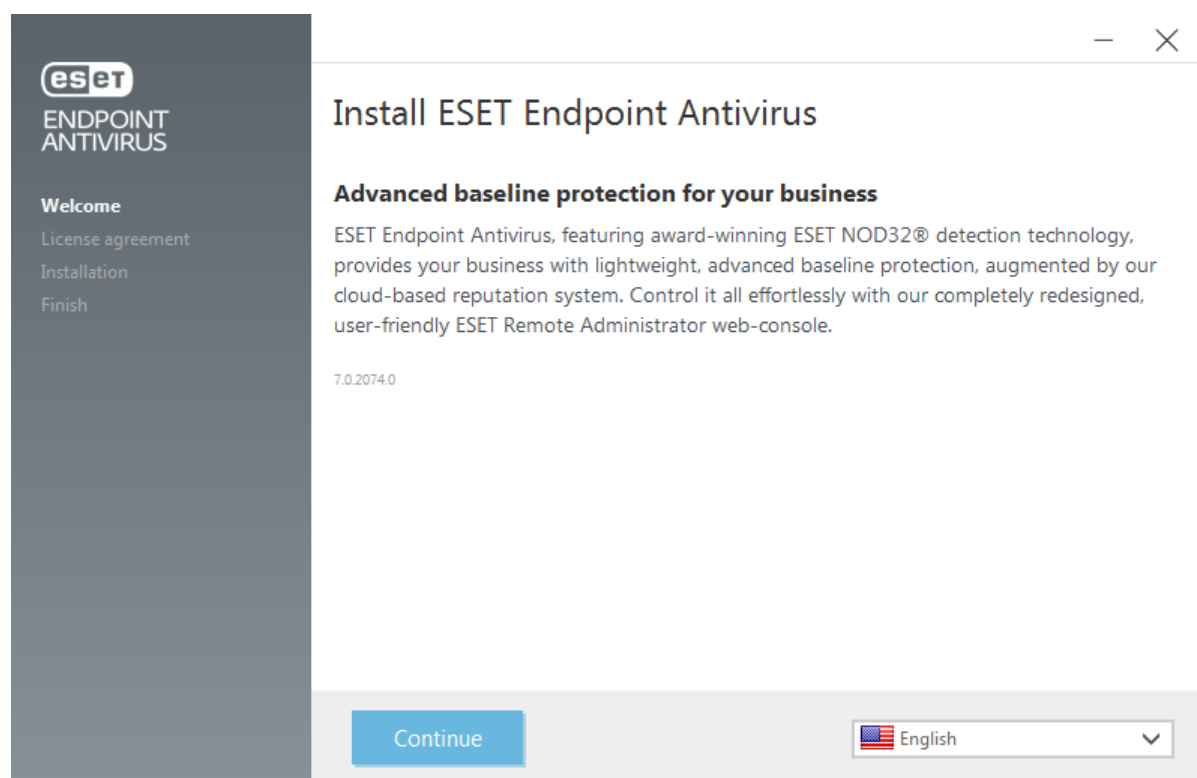 eset
ENDPOINT
ANTIVIRUS
Welcome
License agreement
Installation
Finish
Install ESET Endpoint Antivirus
Advanced baseline protection for your business
ESET Endpoint Antivirus, featuring award-winning ESET NOD32® detection technology,
provides your business with lightweight, advanced baseline protection, augmented by our
cloud-based reputation system. Control it all effortlessly with our completely redesigned,
user-friendly ESET Remote Administrator web-console.
7.0.2074.0
Continue
English